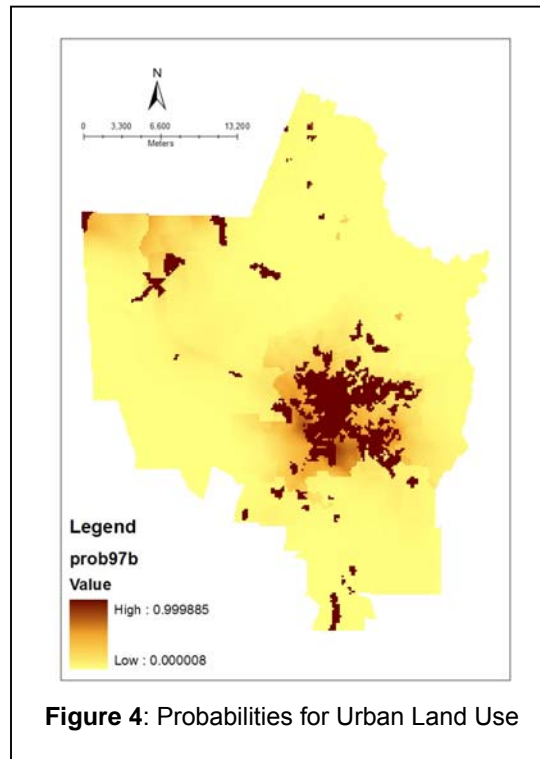 N
0 3,300 6,600 13,200
Meters
Legend
prob97b
Value
High : 0.999885
Low : 0.000008
Figure 4: Probabilities for Urban Land Use